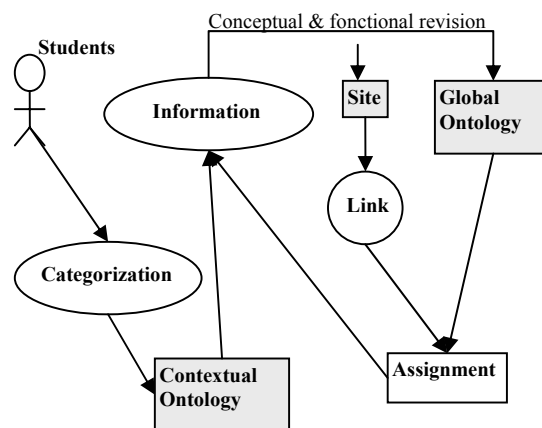 Conceptual & fonctional revision
Students
Information
Site
Global
Ontology
Link
Categorization
Contextual
Ontology
Assignment